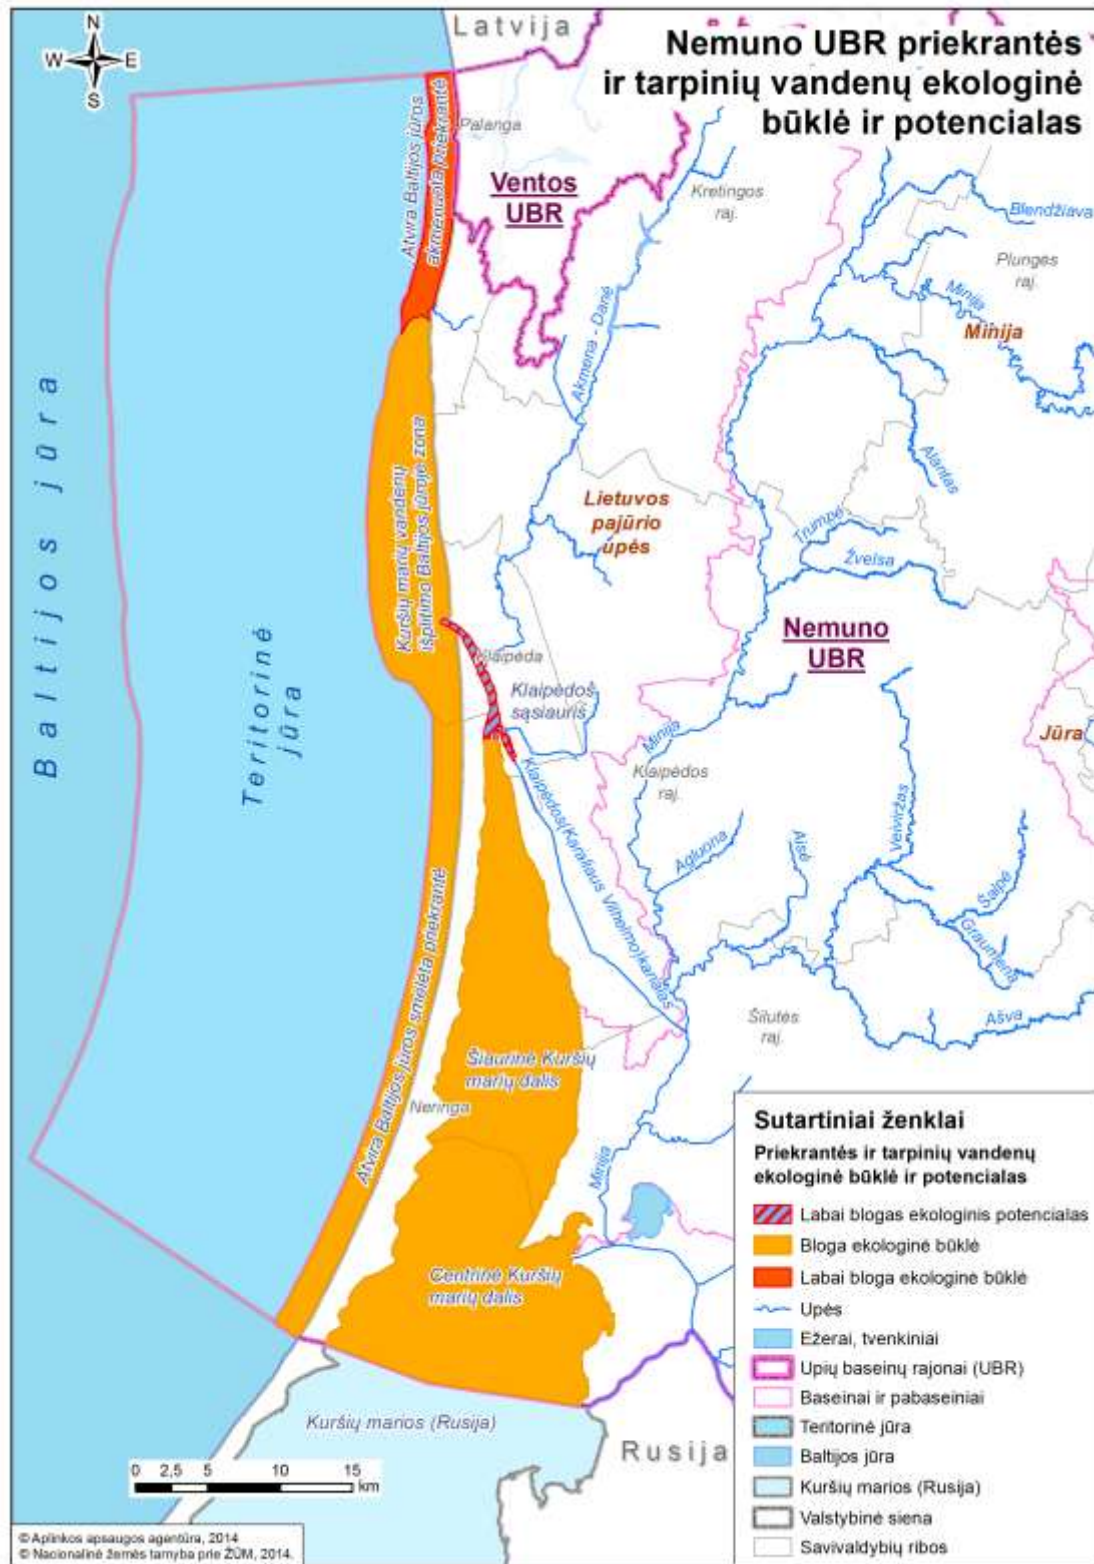 Nemuno UBR priekrantės
ir tarpinių vandenų ekologinė
būklė ir potencialas
N
W
E
S
Latvija
Palanga
Atvira Baltijos jūros
akmenuota priekrantė
Ventos
UBR
Kretingos
raj.
Blendžiava
Plungės
raj.
Minija
Minija
Akmena - Danė
Alantas
Baltijos jūra
Kuršių marių vandenų
išplitimo Baltijos jūroje zona
Lietuvos
pajūrio
upės
Trumpė
Žvelsa
Teritorinė
jūra
Klaipėda
Nemuno
UBR
Klaipėdos
sąsiauris
Minija
Klaipėdos
raj.
Jūra
Klaipėdos(Karaliaus Vilhelmo)kanalas
Agluona
Aisė
Veiviržas
Šalpė
Graumena
Ašva
Atvira Baltijos jūros smėlėta priekrantė
Šilutės
raj.
Šiaurinė Kuršių
marių dalis
Neringa
Minija
Centrinė Kuršių
marių dalis
Kuršių marios (Rusija)
Rusija
0 2,5 5 10 15
km
© Aplinkos apsaugos agentūra, 2014
© Nacionalinė žemės tarnyba prie ŽŪM, 2014.
Sutartiniai ženklai
Priekrantės ir tarpinių vandenų
ekologinė būklė ir potencialas
Labai blogas ekologinis potencialas
Bloga ekologinė būklė
Labai bloga ekologinė būklė
Upės
Ežerai, tvenkiniai
Upių baseinų rajonai (UBR)
Baseinai ir pabaseiniai
Teritorinė jūra
Baltijos jūra
Kuršių marios (Rusija)
Valstybinė siena
Savivaldybių ribos